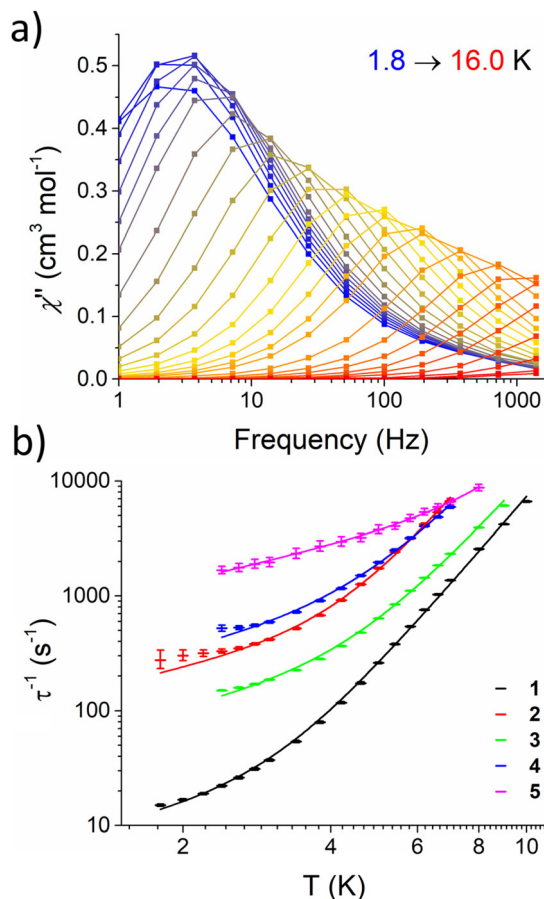 a)
1.8 → 16.0 K
χ'' (cm³ mol⁻¹)
0.5
0.4
0.3
0.2
0.1
0.0
1 10 100 1000
Frequency (Hz)
b)
τ⁻¹ (s⁻¹)
10000
1000
100
10
1
2
3
4
5
2 4 6 8 10
T (K)